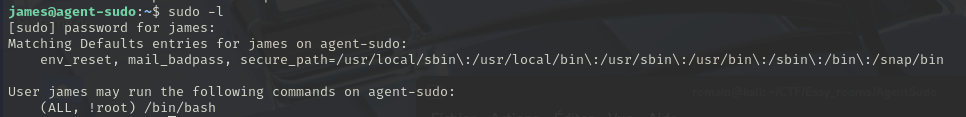 james@agent-sudo:~$ sudo -l
[sudo] password for james:
Matching Defaults entries for james on agent-sudo:
    env_reset, mail_badpass, secure_path=/usr/local/sbin\:/usr/local/bin\:/usr/sbin\:/usr/bin\:/sbin\:/bin\:/snap/bin

User james may run the following commands on agent-sudo:
    (ALL, !root) /bin/bash